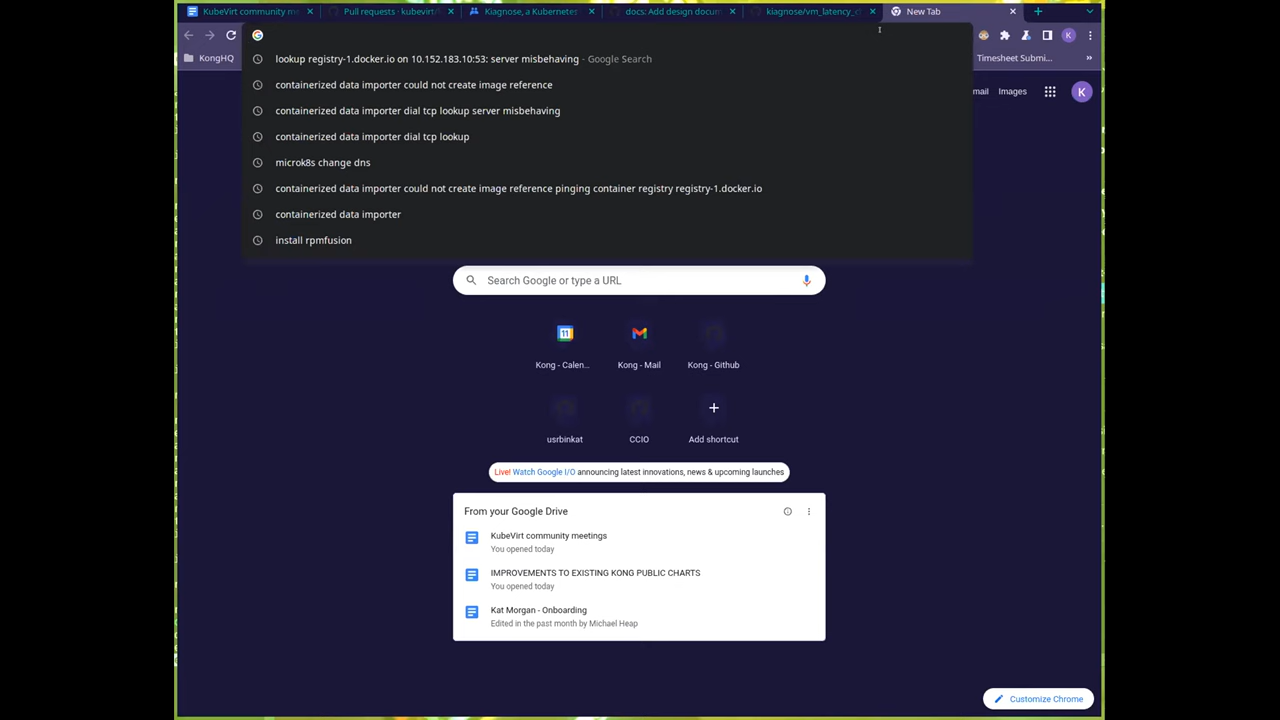 KubeVirt community m
Pull requests · kubevirt/
Kiagnose, a Kubernetes
docs: Add design docum
kiagnose/vm_latency_c
New Tab
K
KongHQ
Timesheet Submi...
»
lookup registry-1.docker.io on 10.152.183.10:53: server misbehaving - Google Search
containerized data importer could not create image reference
containerized data importer dial tcp lookup server misbehaving
mail Images K
containerized data importer dial tcp lookup
microk8s change dns
containerized data importer could not create image reference pinging container registry registry-1.docker.io
containerized data importer
install rpmfusion
Search Google or type a URL
11
Kong - Calen...
Kong - Mail
Kong - Github
usrbinkat
CCIO
Add shortcut
Live! Watch Google I/O announcing latest innovations, news & upcoming launches
From your Google Drive
KubeVirt community meetings
You opened today
IMPROVEMENTS TO EXISTING KONG PUBLIC CHARTS
You opened today
Kat Morgan - Onboarding
Edited in the past month by Michael Heap
Customize Chrome